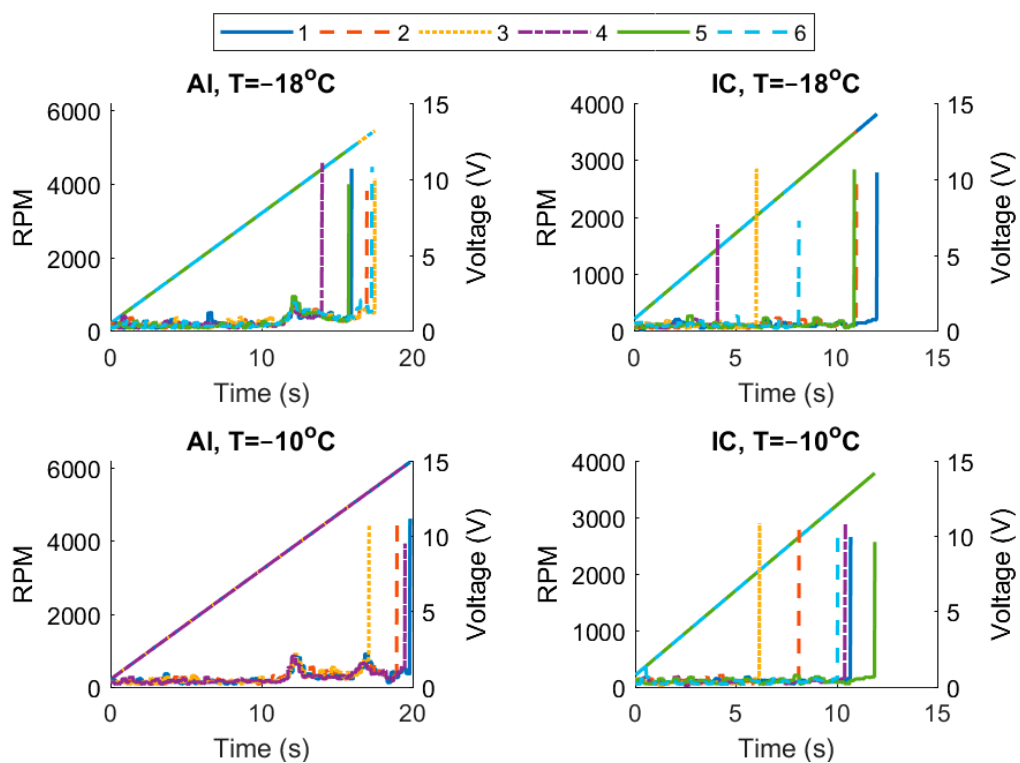 1 2 3 4 5 6
AI, T=−18°C
6000
4000
2000
0
RPM
15
10
5
0
Voltage (V)
0 10 20
Time (s)
IC, T=−18°C
4000
3000
2000
1000
0
RPM
15
10
5
0
Voltage (V)
0 5 10 15
Time (s)
AI, T=−10°C
6000
4000
2000
0
RPM
15
10
5
0
Voltage (V)
0 10 20
Time (s)
IC, T=−10°C
4000
3000
2000
1000
0
RPM
15
10
5
0
Voltage (V)
0 5 10 15
Time (s)